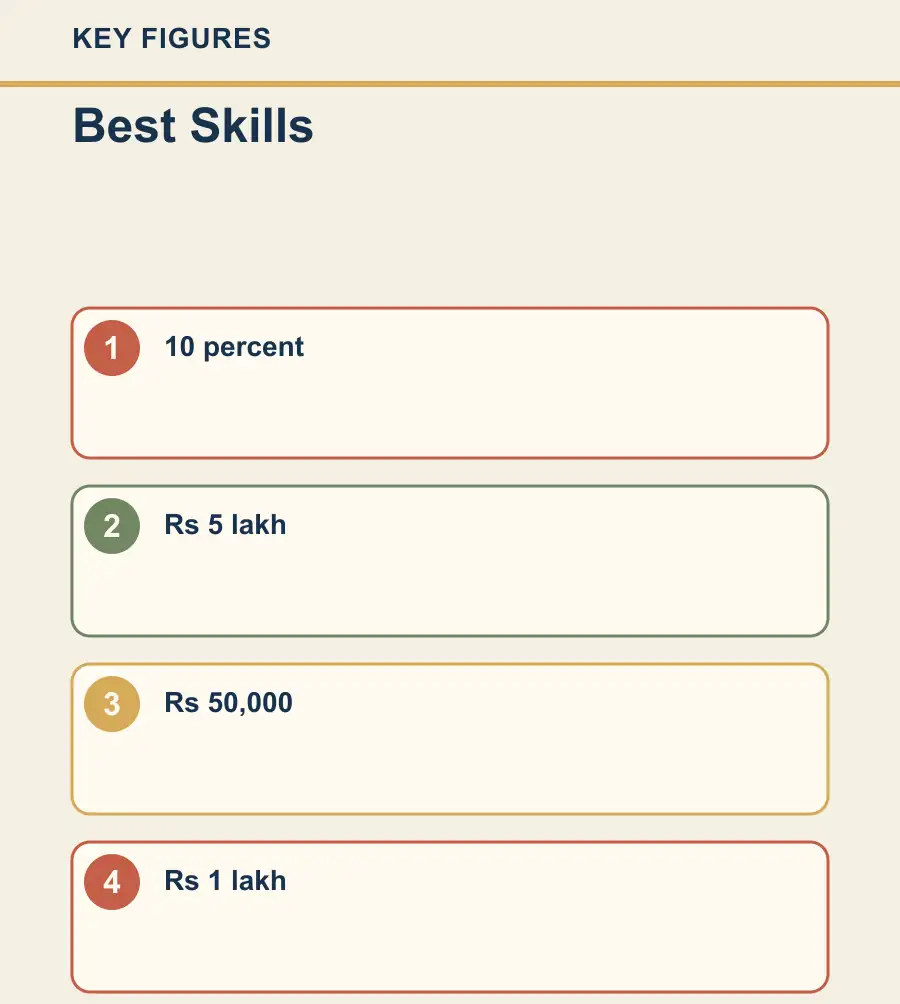 KEY FIGURES
Best Skills
1 10 percent
2 Rs 5 lakh
3 Rs 50,000
4 Rs 1 lakh